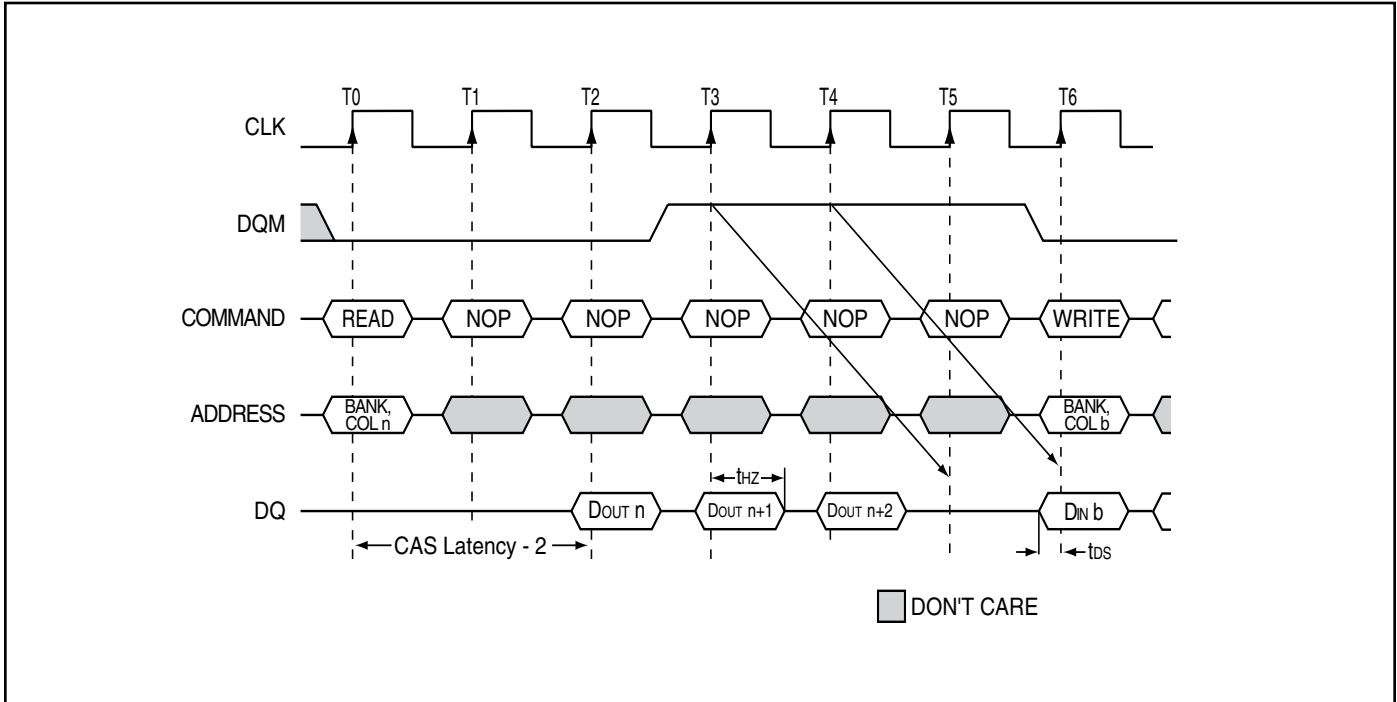 T0 T1 T2 T3 T4 T5 T6
CLK
DQM
COMMAND READ NOP NOP NOP NOP NOP WRITE
ADDRESS BANK, COL n BANK, COL b
tHZ
DQ DOUT n DOUT n+1 DOUT n+2 DIN b
CAS Latency - 2 tDS
DON'T CARE